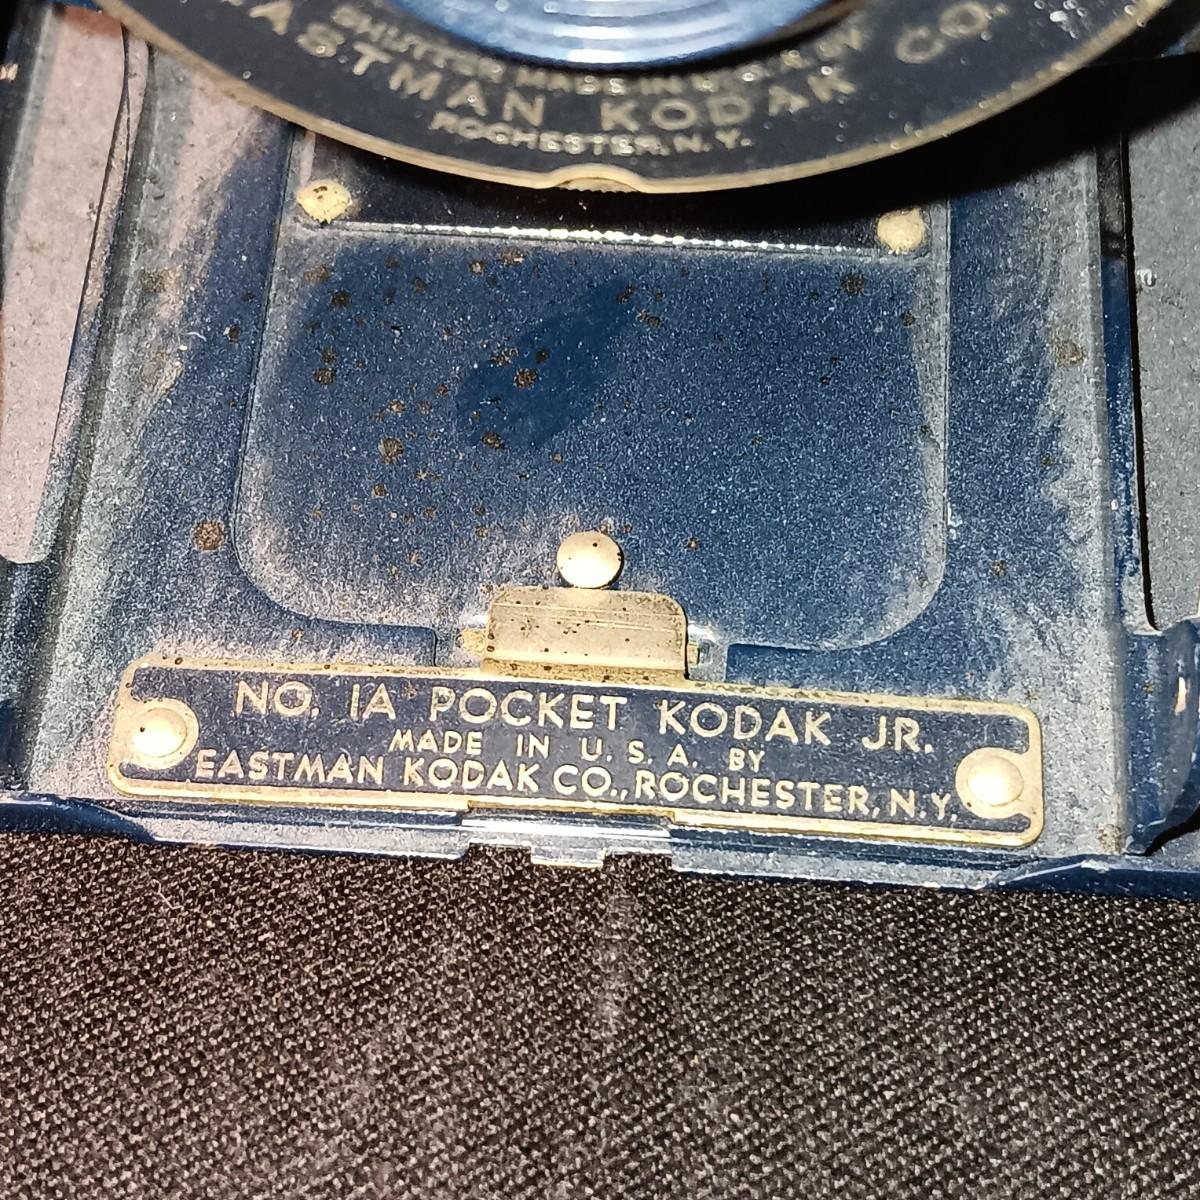 SHUTTER MADE IN U.S.A. BY
EASTMAN KODAK CO.
ROCHESTER, N.Y.
NO. 1A POCKET KODAK JR.
MADE IN U.S.A. BY
EASTMAN KODAK CO., ROCHESTER, N.Y.